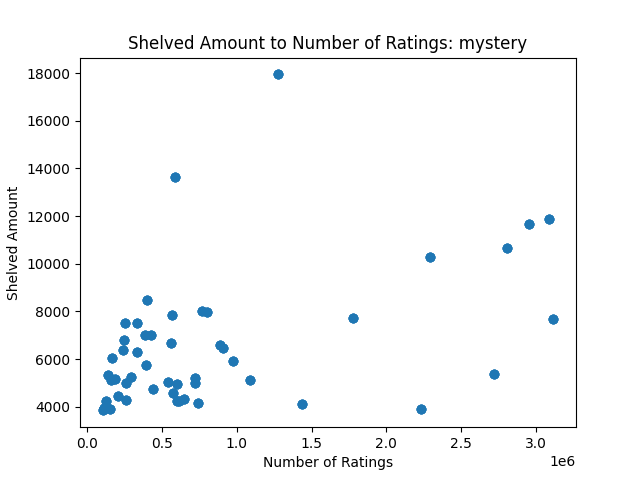 Shelved Amount to Number of Ratings: mystery
18000
16000
14000
12000
10000
8000
6000
4000
Shelved Amount
0.0 0.5 1.0 1.5 2.0 2.5 3.0
1e6
Number of Ratings